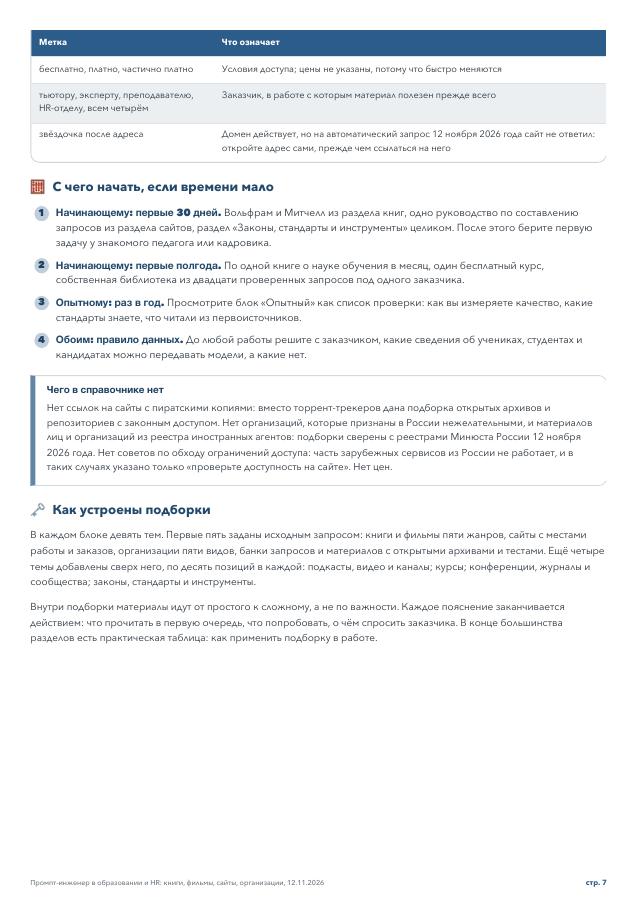 Метка Что означает
бесплатно, платно, частично платно Условия доступа; цены не указаны, потому что быстро меняются
тьютору, эксперту, преподавателю, Заказчик, в работе с которым материал полезен прежде всего
HR-отделу, всем четырём
звёздочка после адреса Домен действует, но на автоматический запрос 12 ноября 2026 года сайт не ответил:
откройте адрес сами, прежде чем ссылаться на него
С чего начать, если времени мало
1 Начинающему: первые 30 дней. Вольфрам и Митчелл из раздела книг, одно руководство по составлению
запросов из раздела сайтов, раздел «Законы, стандарты и инструменты» целиком. После этого берите первую
задачу у знакомого педагога или кадровика.
2 Начинающему: первые полгода. По одной книге о науке обучения в месяц, один бесплатный курс,
собственная библиотека из двадцати проверенных запросов под одного заказчика.
3 Опытному: раз в год. Просмотрите блок «Опытный» как список проверки: как вы измеряете качество, какие
стандарты знаете, что читали из первоисточников.
4 Обоим: правило данных. До любой работы решите с заказчиком, какие сведения об учениках, студентах и
кандидатах можно передавать модели, а какие нет.
Чего в справочнике нет
Нет ссылок на сайты с пиратскими копиями: вместо торрент-трекеров дана подборка открытых архивов и
репозиториев с законным доступом. Нет организаций, которые признаны в России нежелательными, и материалов
лиц и организаций из реестра иностранных агентов: подборки сверены с реестрами Минюста России 12 ноября
2026 года. Нет советов по обходу ограничений доступа: часть зарубежных сервисов из России не работает, и в
таких случаях указано только «проверьте доступность на сайте». Нет цен.
Как устроены подборки
В каждом блоке девять тем. Первые пять заданы исходным запросом: книги и фильмы пяти жанров, сайты с местами
работы и заказов, организации пяти видов, банки запросов и материалов с открытыми архивами и тестами. Ещё четыре
темы добавлены сверх него, по десять позиций в каждой: подкасты, видео и каналы; курсы; конференции, журналы и
сообщества; законы, стандарты и инструменты.
Внутри подборки материалы идут от простого к сложному, а не по важности. Каждое пояснение заканчивается
действием: что прочитать в первую очередь, что попробовать, о чём спросить заказчика. В конце большинства
разделов есть практическая таблица: как применить подборку в работе.
Промпт-инженер в образовании и HR: книги, фильмы, сайты, организации, 12.11.2026 стр. 7